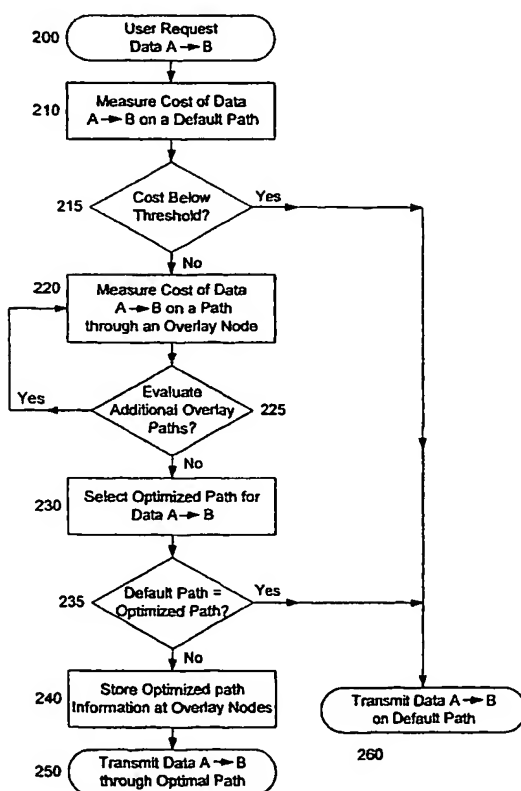 200
User Request
Data A → B
210
Measure Cost of Data
A → B on a Default Path
215
Cost Below
Threshold?
Yes
No
220
Measure Cost of Data
A → B on a Path
through an Overlay Node
Yes
Evaluate
Additional Overlay
Paths?
225
No
230
Select Optimized Path for
Data A → B
235
Default Path =
Optimized Path?
Yes
No
240
Store Optimized path
Information at Overlay Nodes
Transmit Data A → B
on Default Path
250
Transmit Data A → B
through Optimal Path
260